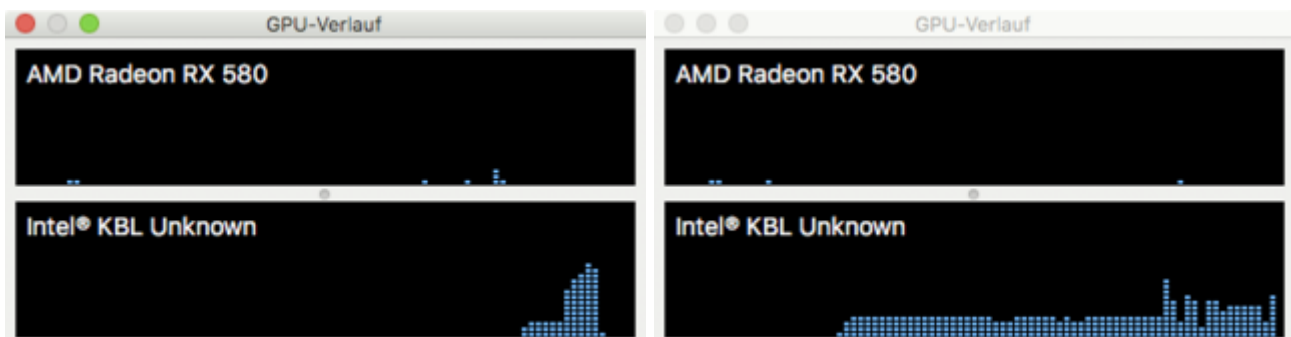 GPU-Verlauf
AMD Radeon RX 580
Intel® KBL Unknown
GPU-Verlauf
AMD Radeon RX 580
Intel® KBL Unknown